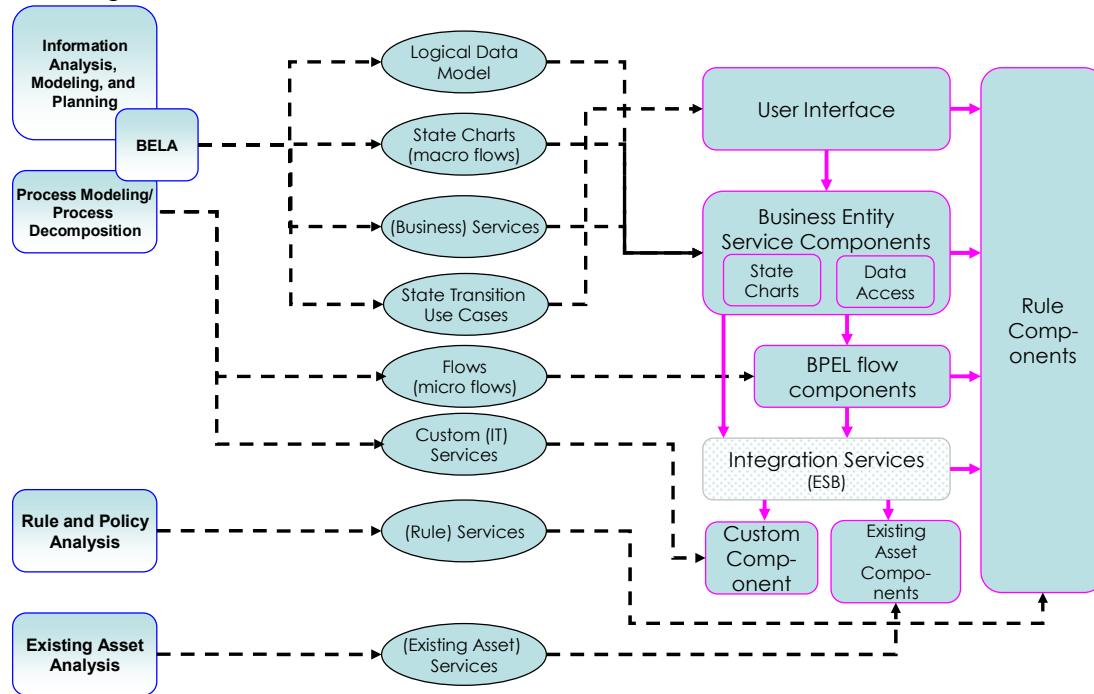 Information
Analysis,
Modeling, and
Planning
BELA
Process Modeling/
Process
Decomposition
Rule and Policy
Analysis
Existing Asset
Analysis
Logical Data
Model
State Charts
(macro flows)
(Business) Services
State Transition
Use Cases
Flows
(micro flows)
Custom (IT)
Services
(Rule) Services
(Existing Asset)
Services
User Interface
Business Entity
Service Components
State
Charts
Data
Access
BPEL flow
components
Integration Services
(ESB)
Custom
Comp-
onent
Existing
Asset
Compo-
nents
Rule
Comp-
onents